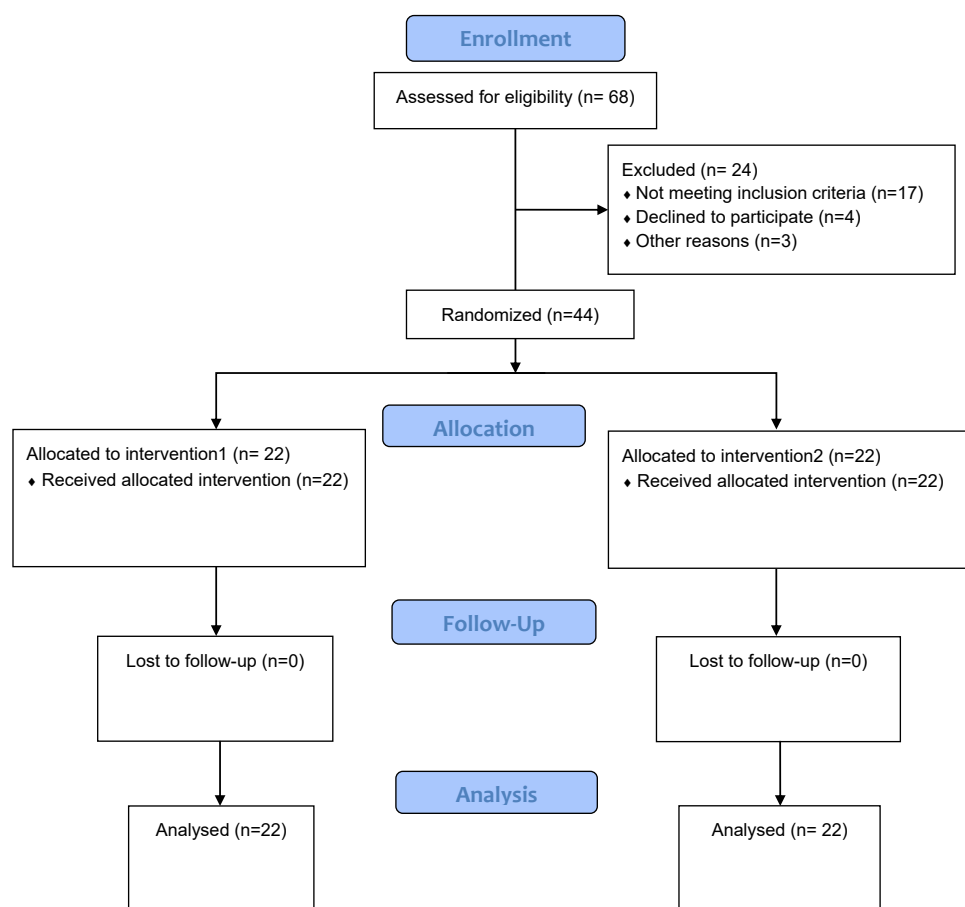 Enrollment
Assessed for eligibility (n= 68)
Excluded (n= 24)
♦ Not meeting inclusion criteria (n=17)
♦ Declined to participate (n=4)
♦ Other reasons (n=3)
Randomized (n=44)
Allocation
Allocated to intervention1 (n= 22)
♦ Received allocated intervention (n=22)
Allocated to intervention2 (n=22)
♦ Received allocated intervention (n=22)
Follow-Up
Lost to follow-up (n=0)
Lost to follow-up (n=0)
Analysis
Analysed (n=22)
Analysed (n= 22)